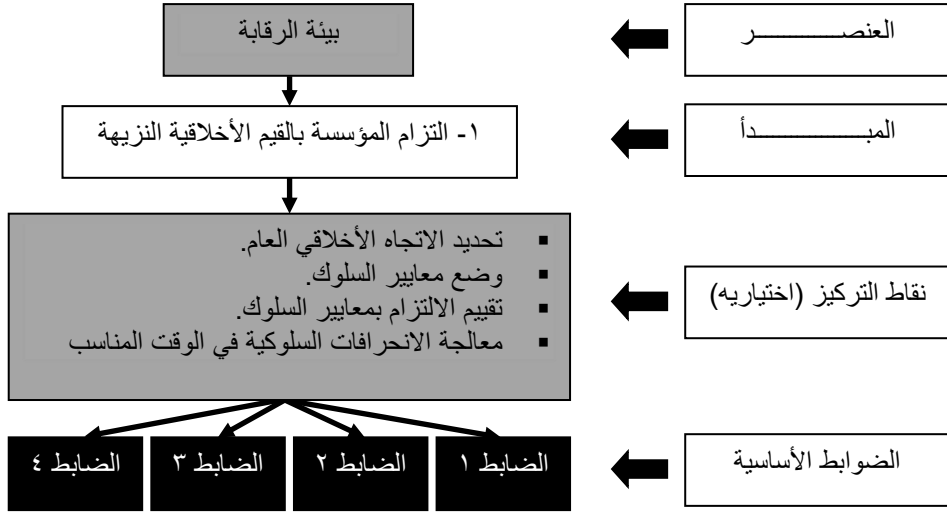 العنصـــــــــــــر
بيئة الرقابة
المبــــــــــــــدأ
١- التزام المؤسسة بالقيم الأخلاقية النزيهة
نقاط التركيز (اختياريه)
▪ تحديد الاتجاه الأخلاقي العام.
▪ وضع معايير السلوك.
▪ تقييم الالتزام بمعايير السلوك.
▪ معالجة الانحرافات السلوكية في الوقت المناسب
الضوابط الأساسية
الضابط ١
الضابط ٢
الضابط ٣
الضابط ٤